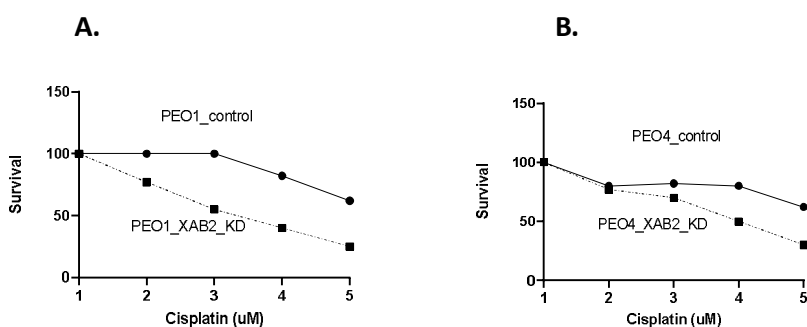 A.
150
100
50
0
Survival
PEO1_control
PEO1_XAB2_KD
1 2 3 4 5
Cisplatin (uM)
B.
150
100
50
0
Survival
PEO4_control
PEO4_XAB2_KD
1 2 3 4 5
Cisplatin (uM)